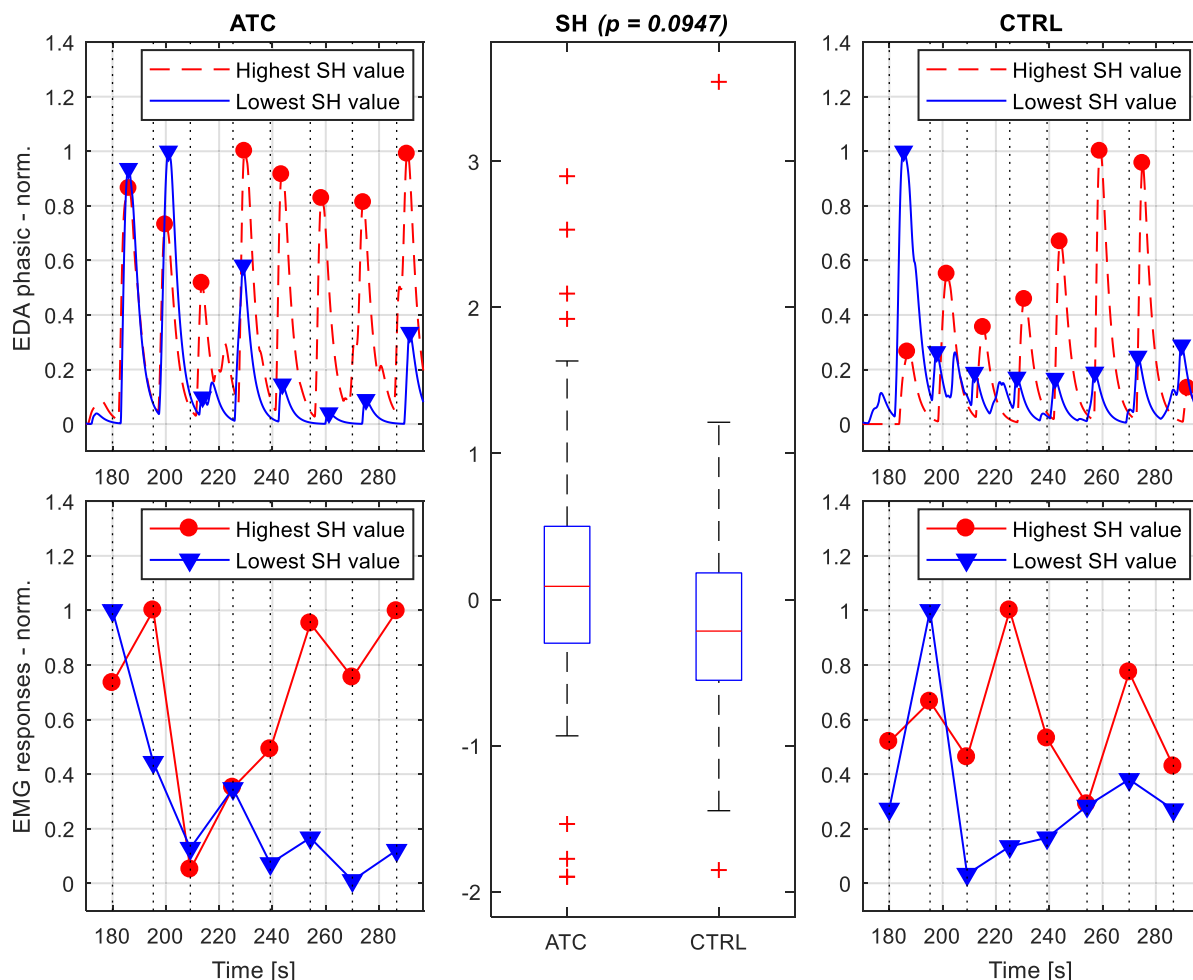 ATC
SH (p = 0.0947)
CTRL
EDA phasic - norm.
1.4
1.2
1
0.8
0.6
0.4
0.2
0
Highest SH value
Lowest SH value
180 200 220 240 260 280
EMG responses - norm.
1.4
1.2
1
0.8
0.6
0.4
0.2
0
Highest SH value
Lowest SH value
180 200 220 240 260 280
Time [s]
3
2
1
0
-1
-2
ATC CTRL
1.4
1.2
1
0.8
0.6
0.4
0.2
0
Highest SH value
Lowest SH value
180 200 220 240 260 280
1.4
1.2
1
0.8
0.6
0.4
0.2
0
Highest SH value
Lowest SH value
180 200 220 240 260 280
Time [s]